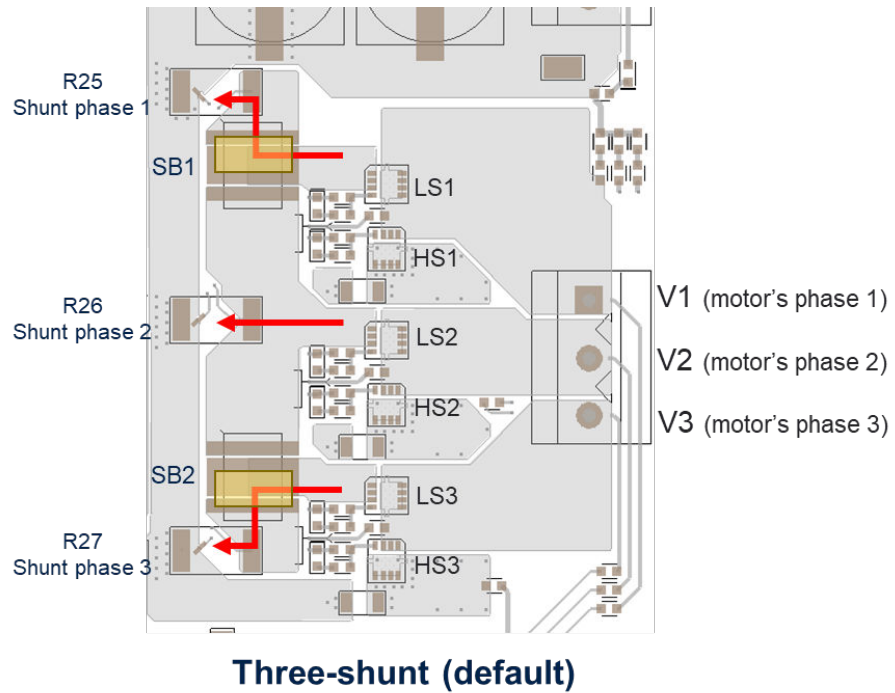 R25
Shunt phase 1
SB1
LS1
HS1
R26
Shunt phase 2
LS2
HS2
V1 (motor's phase 1)
V2 (motor's phase 2)
V3 (motor's phase 3)
SB2
LS3
R27
Shunt phase 3
HS3
Three-shunt (default)